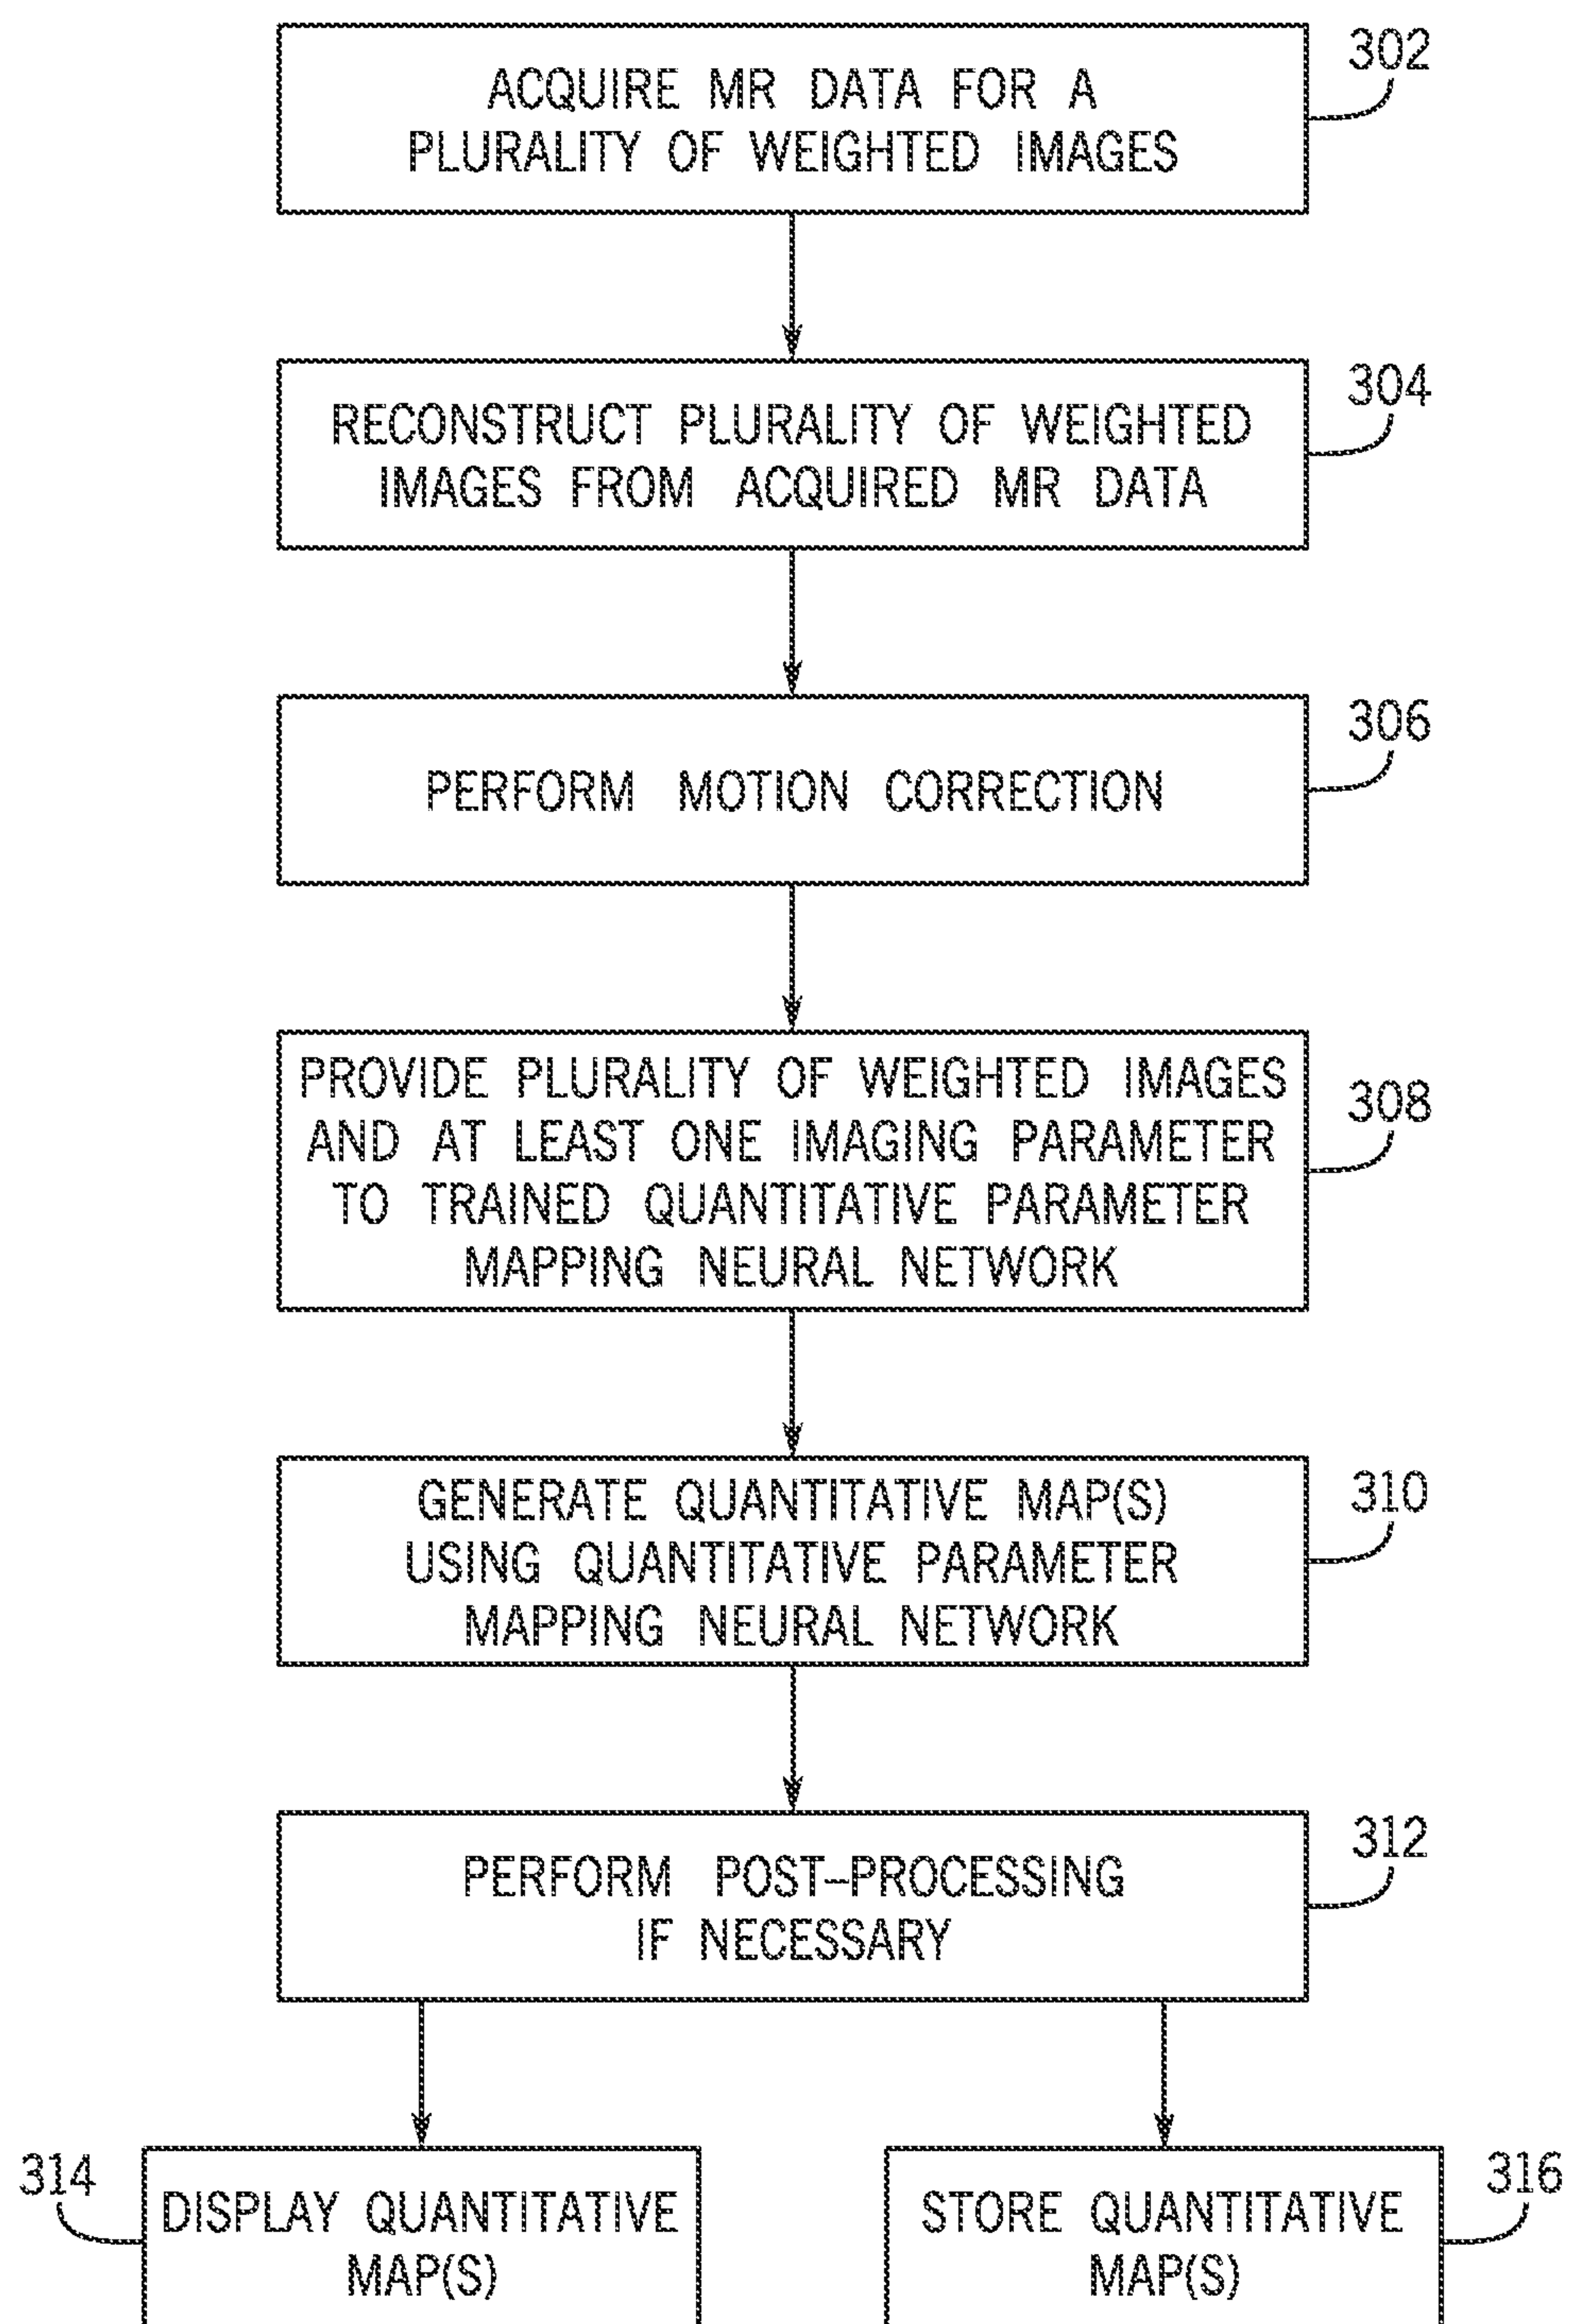 302
ACQUIRE MR DATA FOR A
PLURALITY OF WEIGHTED IMAGES
304
RECONSTRUCT PLURALITY OF WEIGHTED
IMAGES FROM ACQUIRED MR DATA
306
PERFORM MOTION CORRECTION
308
PROVIDE PLURALITY OF WEIGHTED IMAGES
AND AT LEAST ONE IMAGING PARAMETER
TO TRAINED QUANTITATIVE PARAMETER
MAPPING NEURAL NETWORK
310
GENERATE QUANTITATIVE MAP(S)
USING QUANTITATIVE PARAMETER
MAPPING NEURAL NETWORK
312
PERFORM POST–PROCESSING
IF NECESSARY
314
DISPLAY QUANTITATIVE
MAP(S)
316
STORE QUANTITATIVE
MAP(S)